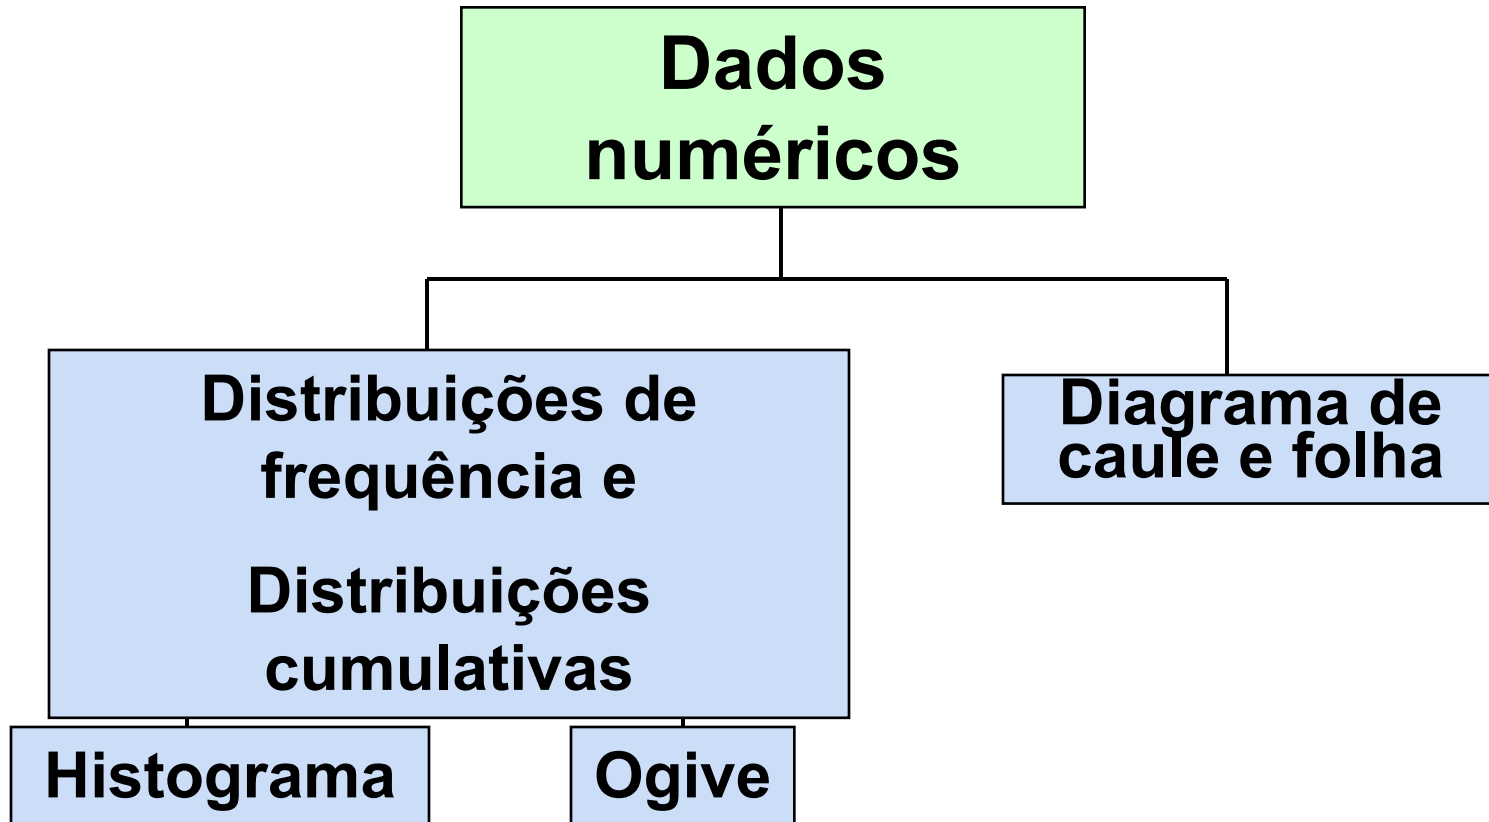 Dados
numéricos
Distribuições de
frequência e
Distribuições
cumulativas
Diagrama de
caule e folha
Histograma
Ogive